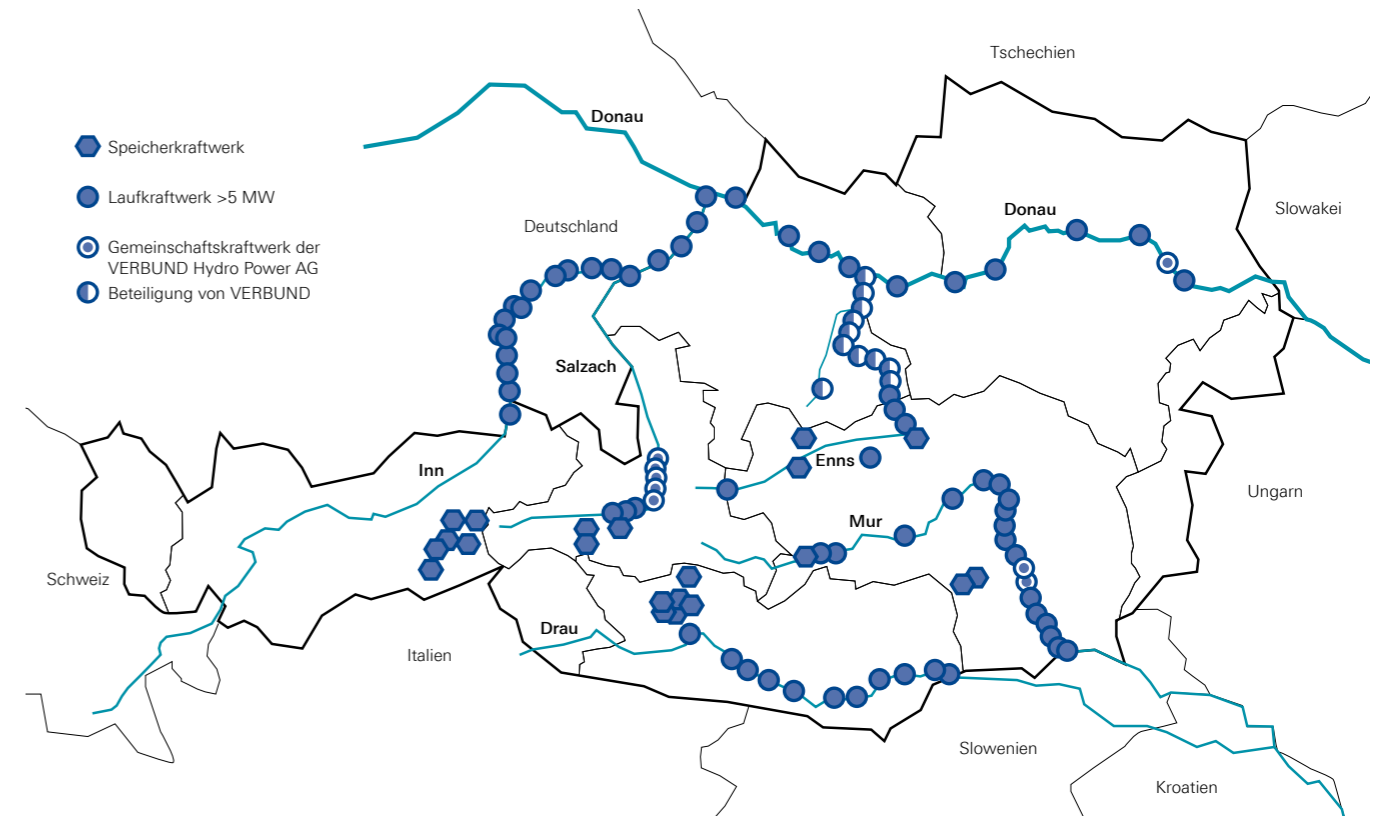 Tschechien
Donau
Speicherkraftwerk
Laufkraftwerk >5 MW
Donau
Slowakei
Deutschland
Gemeinschaftskraftwerk der
VERBUND Hydro Power AG
Beteiligung von VERBUND
Salzach
Enns
Inn
Ungarn
Mur
Schweiz
Drau
Italien
Slowenien
Kroatien